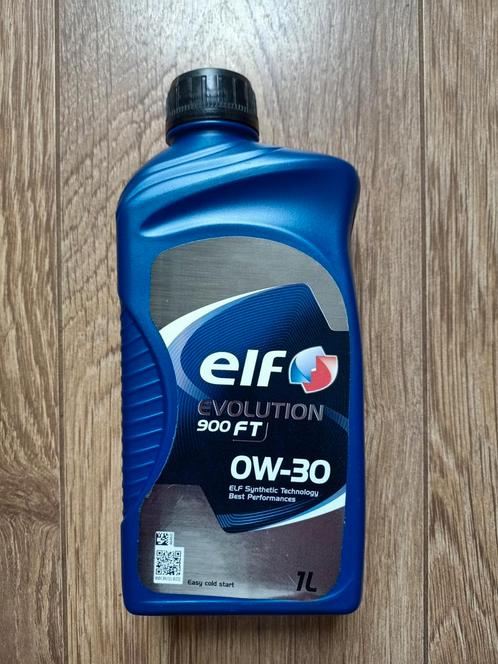 elf
EVOLUTION
900 FT
0W-30
ELF Synthetic Technology
Best Performances
Easy cold start
1L